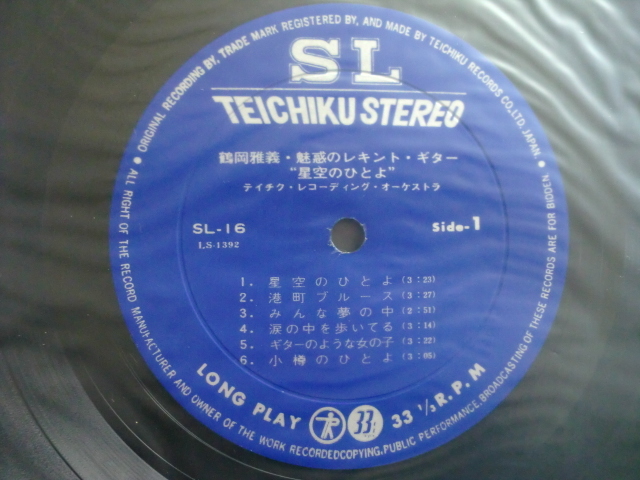 ORIGINAL RECORDING BY, TRADE MARK REGISTERED BY, AND MADE BY TEICHIKU RECORDS CO., LTD. JAPAN.
SL
TEICHIKU STEREO
鶴岡雅義・魅惑のレキント・ギター
"星空のひとよ"
テイチク・レコーディング・オーケストラ
SL-16
Side-1
LS-1392
1. 星空のひとよ (3:23)
2. 港町ブルース (3:27)
3. みんな夢の中 (2:51)
4. 涙の中を歩いてる (3:14)
5. ギターのような女の子 (3:22)
6. 小樽のひとよ (3:05)
LONG PLAY
33
33 1/3 R.P.M
ALL RIGHT OF THE RECORD MANUFACTURER AND OWNER OF THE WORK RECORDEDCOPYING, PUBLIC PERFORMANCE, BROADCASTING OF THESE RECORDS ARE FOR BIDDEN.